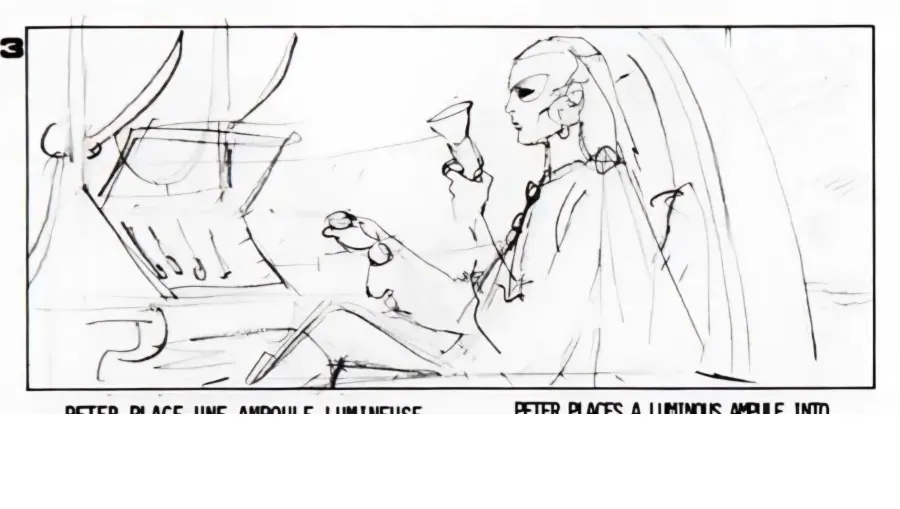 3
PETER PLACE UNE AMPOULE LUMINEUSE
PETER PLACES A LUMINOUS AMPULE INTO